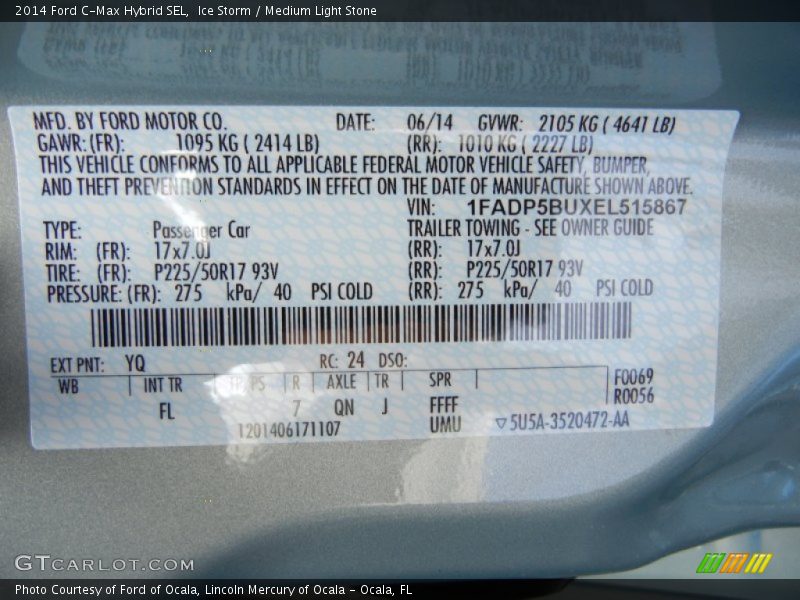 2014 Ford C-Max Hybrid SEL, Ice Storm / Medium Light Stone
MFD. BY FORD MOTOR CO. DATE: 06/14 GVWR: 2105 KG ( 4641 LB)
GAWR: (FR): 1095 KG ( 2414 LB) (RR): 1010 KG ( 2227 LB)
THIS VEHICLE CONFORMS TO ALL APPLICABLE FEDERAL MOTOR VEHICLE SAFETY, BUMPER,
AND THEFT PREVENTION STANDARDS IN EFFECT ON THE DATE OF MANUFACTURE SHOWN ABOVE.
VIN: 1FADP5BUXEL515867
TYPE: Passenger Car TRAILER TOWING - SEE OWNER GUIDE
RIM: (FR): 17x7.0J (RR): 17x7.0J
TIRE: (FR): P225/50R17 93V (RR): P225/50R17 93V
PRESSURE: (FR): 275 kPa/ 40 PSI COLD (RR): 275 kPa/ 40 PSI COLD
EXT PNT: YQ RC: 24 DSO:
WB INT TR TP PS R AXLE TR SPR F0069
FL 7 QN J FFFF R0056
1201406171107 UMU ▽5U5A-3520472-AA
GTCARLOT.COM
Photo Courtesy of Ford of Ocala, Lincoln Mercury of Ocala - Ocala, FL